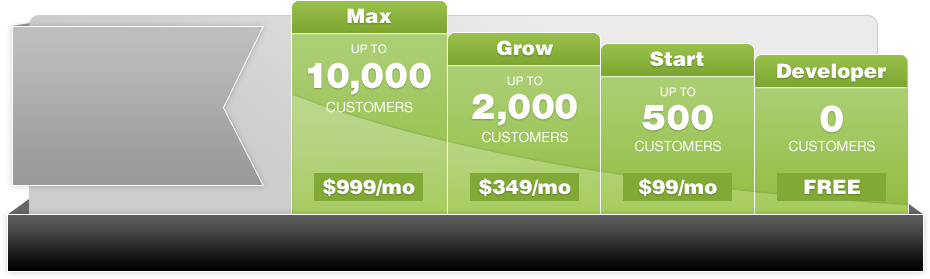 Max
UP TO
10,000
CUSTOMERS
$999/mo
Grow
UP TO
2,000
CUSTOMERS
$349/mo
Start
UP TO
500
CUSTOMERS
$99/mo
Developer
0
CUSTOMERS
FREE